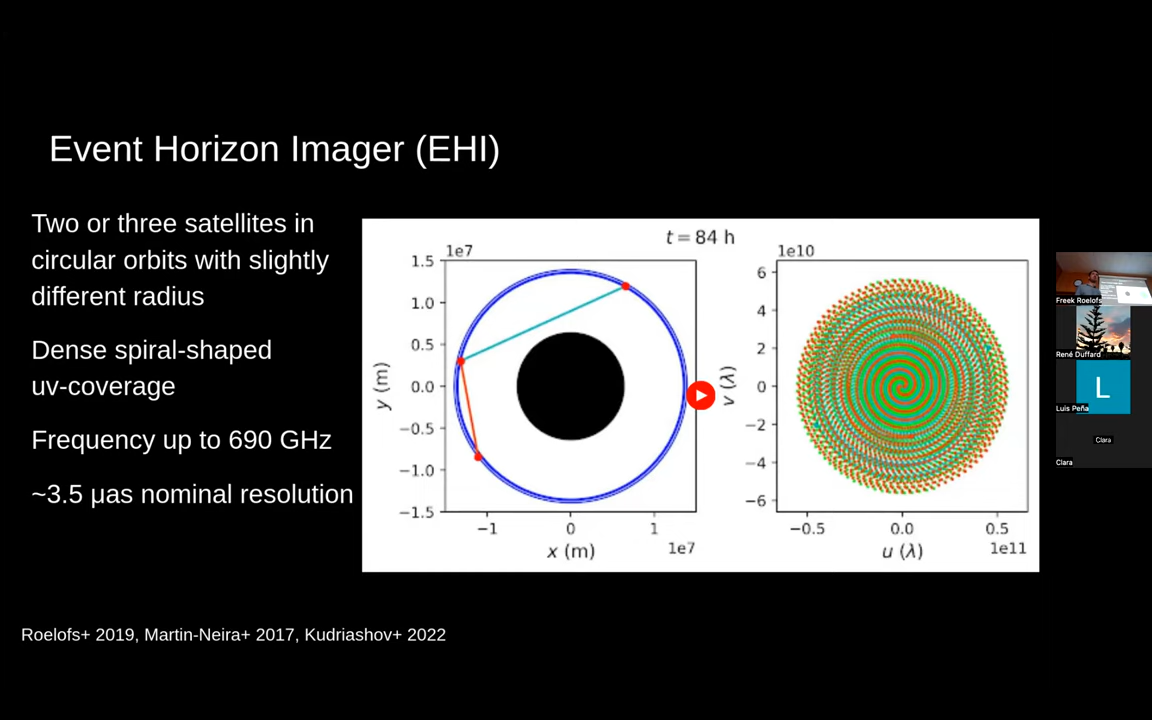 Event Horizon Imager (EHI)
Two or three satellites in
circular orbits with slightly
different radius
Dense spiral-shaped
uv-coverage
Frequency up to 690 GHz
~3.5 μas nominal resolution
t = 84 h
1e7
1.5
1.0
0.5
0.0
−0.5
−1.0
−1.5
y (m)
−1 0 1
x (m) 1e7
1e10
6
4
2
0
−2
−4
−6
v (λ)
−0.5 0.0 0.5
u (λ) 1e11
Roelofs+ 2019, Martin-Neira+ 2017, Kudriashov+ 2022
Freek Roelofs
René Duffard
L
Luis Peña
Clara
Clara